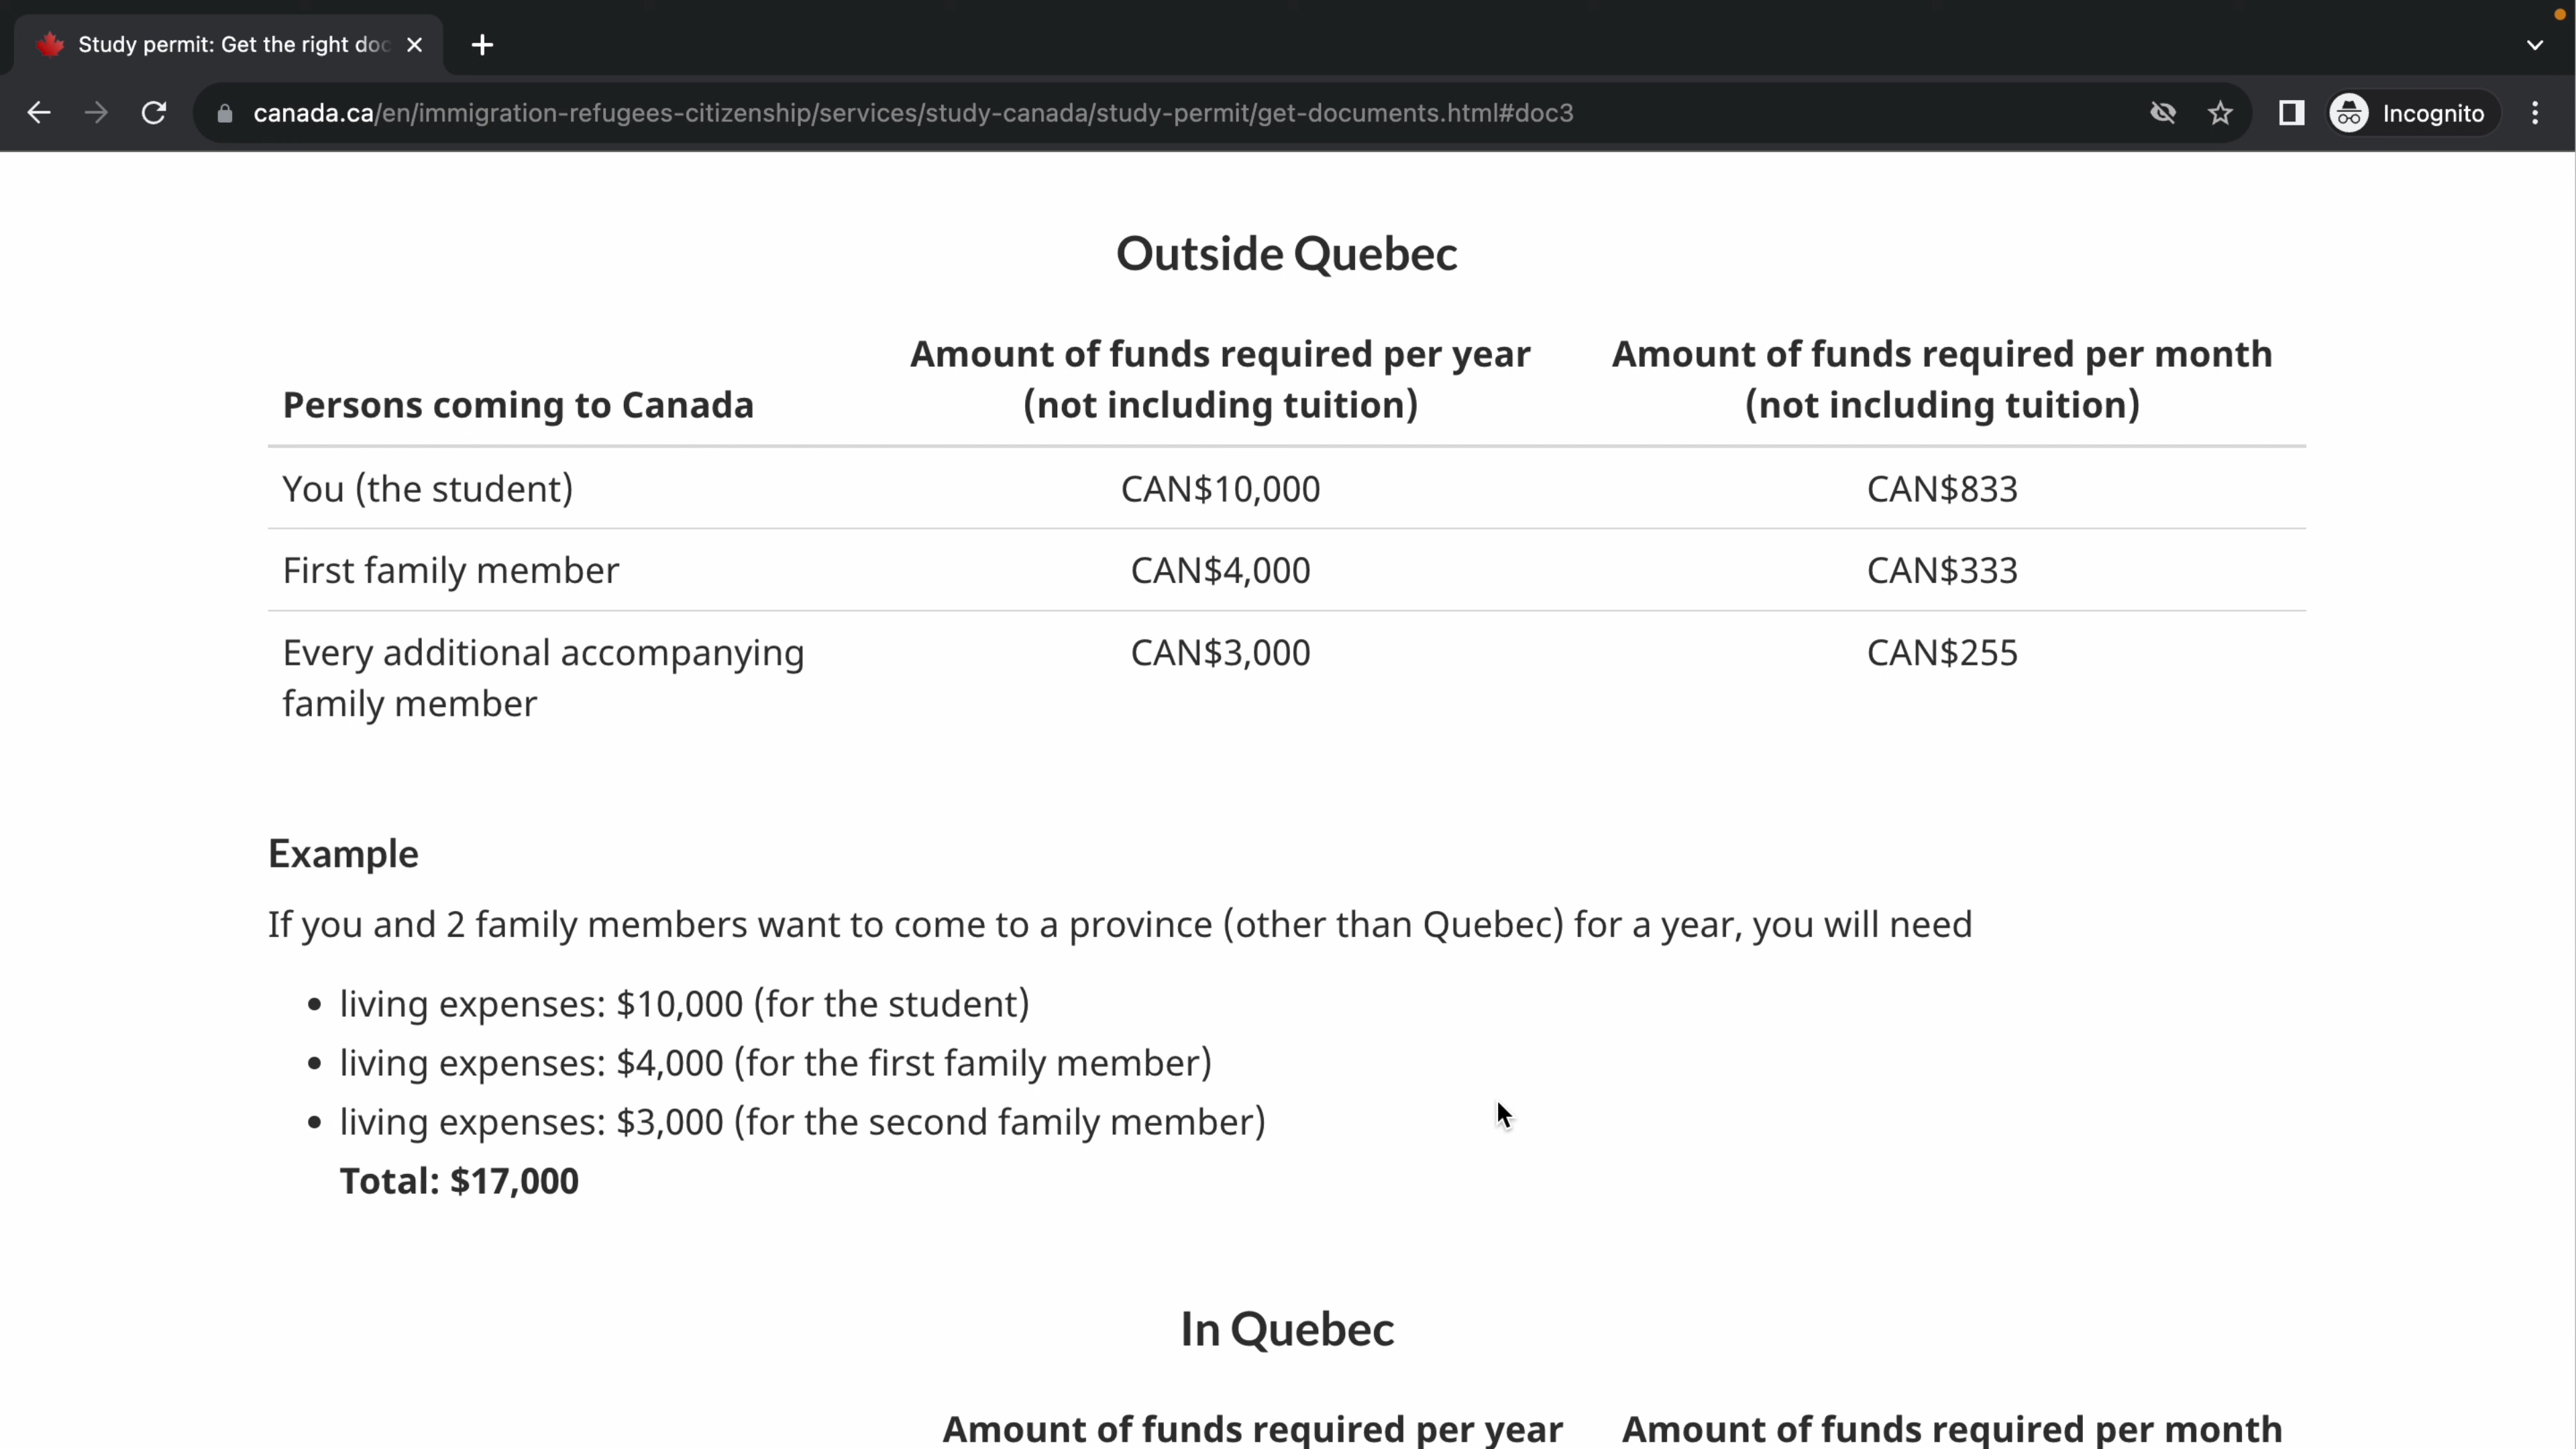 Study permit: Get the right doc
canada.ca/en/immigration-refugees-citizenship/services/study-canada/study-permit/get-documents.html#doc3
Incognito
Outside Quebec
Persons coming to Canada
Amount of funds required per year
(not including tuition)
Amount of funds required per month
(not including tuition)
You (the student) CAN$10,000 CAN$833
First family member CAN$4,000 CAN$333
Every additional accompanying CAN$3,000 CAN$255
family member
Example
If you and 2 family members want to come to a province (other than Quebec) for a year, you will need
• living expenses: $10,000 (for the student)
• living expenses: $4,000 (for the first family member)
• living expenses: $3,000 (for the second family member)
Total: $17,000
In Quebec
Amount of funds required per year Amount of funds required per month